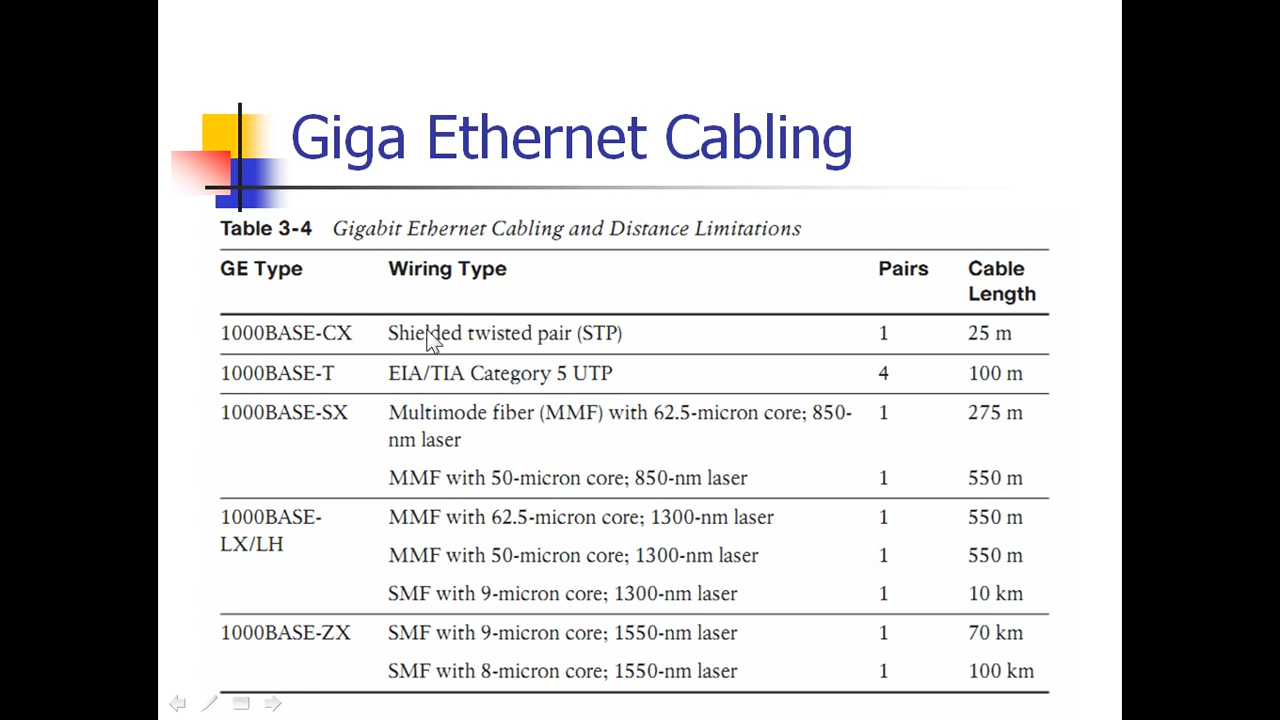 Giga Ethernet Cabling
Table 3-4 Gigabit Ethernet Cabling and Distance Limitations
GE Type Wiring Type Pairs Cable
Length
1000BASE-CX Shielded twisted pair (STP) 1 25 m
1000BASE-T EIA/TIA Category 5 UTP 4 100 m
1000BASE-SX Multimode fiber (MMF) with 62.5-micron core; 850- 1 275 m
nm laser
MMF with 50-micron core; 850-nm laser 1 550 m
1000BASE- MMF with 62.5-micron core; 1300-nm laser 1 550 m
LX/LH
MMF with 50-micron core; 1300-nm laser 1 550 m
SMF with 9-micron core; 1300-nm laser 1 10 km
1000BASE-ZX SMF with 9-micron core; 1550-nm laser 1 70 km
SMF with 8-micron core; 1550-nm laser 1 100 km